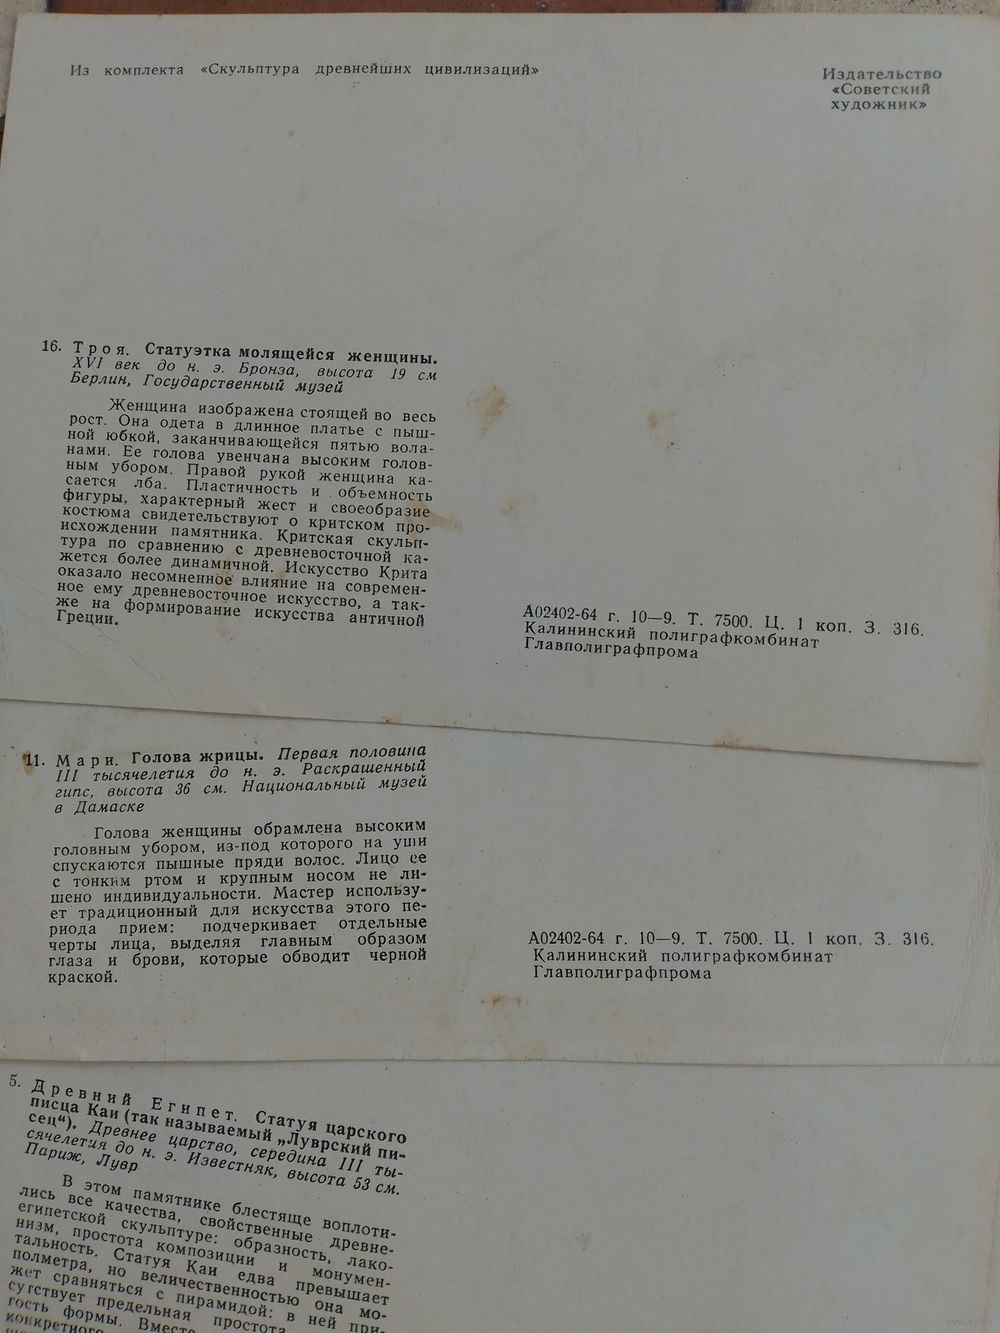 Из комплекта «Скульптура древнейших цивилизаций»
Издательство
«Советский
художник»
16. Троя. Статуэтка молящейся женщины.
XVI век до н. э. Бронза, высота 19 см
Берлин, Государственный музей
Женщина изображена стоящей во весь
рост. Она одета в длинное платье с пыш-
ной юбкой, заканчивающейся пятью вола-
нами. Ее голова увенчана высоким голов-
ным убором. Правой рукой женщина ка-
сается лба. Пластичность и объемность
фигуры, характерный жест и своеобразие
костюма свидетельствуют о критском про-
исхождении памятника. Критская скульп-
тура по сравнению с древневосточной ка-
жется более динамичной. Искусство Крита
оказало несомненное влияние на современ-
ное ему древневосточное искусство, а так-
же на формирование искусства античной
Греции.
А02402-64 г. 10—9. Т. 7500. Ц. 1 коп. З. 316.
Калининский полиграфкомбинат
Главполиграфпрома
11. Мари. Голова жрицы. Первая половина
III тысячелетия до н. э. Раскрашенный
гипс, высота 36 см. Национальный музей
в Дамаске
Голова женщины обрамлена высоким
головным убором, из-под которого на уши
спускаются пышные пряди волос. Лицо ее
с тонким ртом и крупным носом не ли-
шено индивидуальности. Мастер использу-
ет традиционный для искусства этого пе-
риода прием: подчеркивает отдельные
черты лица, выделяя главным образом
глаза и брови, которые обводит черной
краской.
А02402-64 г. 10—9. Т. 7500. Ц. 1 коп. З. 316.
Калининский полиграфкомбинат
Главполиграфпрома
5. Древний Египет. Статуя царского
писца Каи (так называемый „Луврский пи-
сец“). Древнее царство, середина III ты-
сячелетия до н. э. Известняк, высота 53 см.
Париж, Лувр
В этом памятнике блестяще воплоти-
лись все качества, свойственные древне-
египетской скульптуре: образность, лако-
низм, простота композиции и монумен-
тальность. Статуя Каи едва превышает
полметра, но величественностью она мо-
жет сравняться с пирамидой: в ней при-
сутствует предельная простота
гость формы. Вместе
конкретного